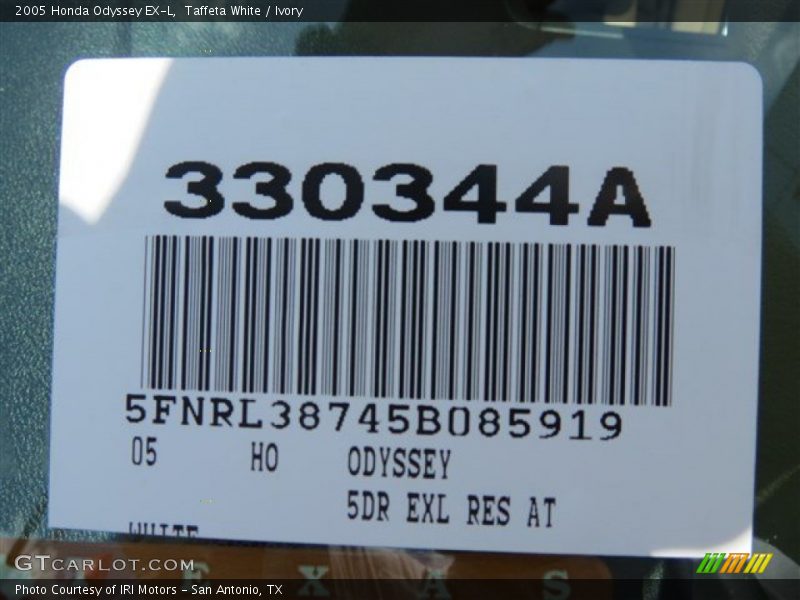 2005 Honda Odyssey EX-L, Taffeta White / Ivory
330344A
5FNRL38745B085919
05 HO ODYSSEY
5DR EXL RES AT
WHITE
E X A S
GTCARLOT.COM
Photo Courtesy of IRI Motors - San Antonio, TX